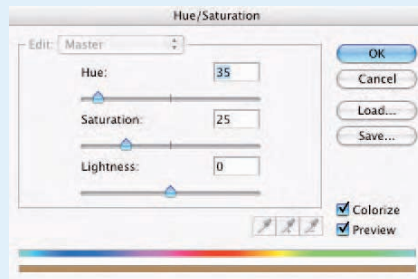 Hue/Saturation
Edit: Master
Hue: 35
Saturation: 25
Lightness: 0
OK
Cancel
Load...
Save...
Colorize
Preview